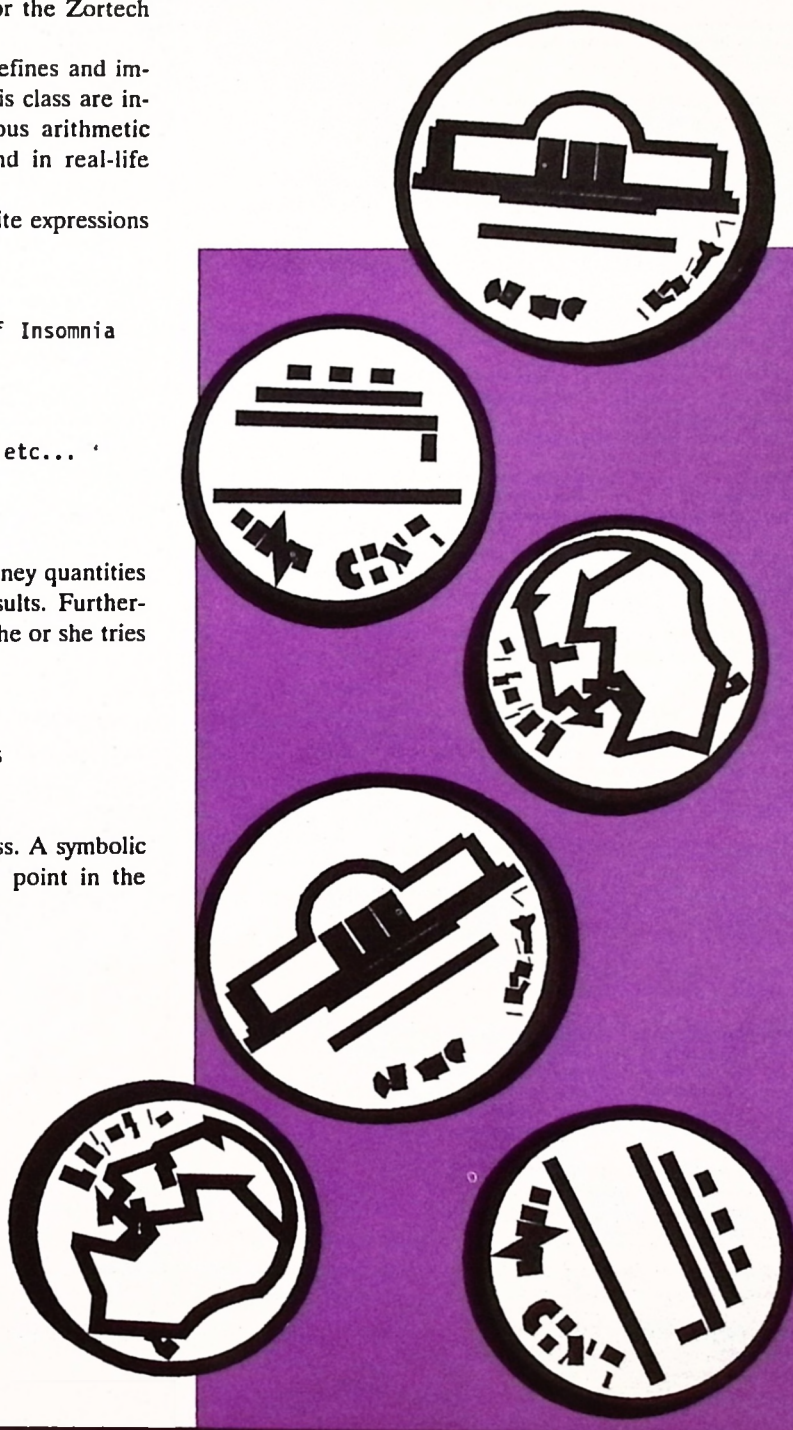 or the Zortech
efines and im-
is class are in-
ous arithmetic
nd in real-life
ite expressions
f Insomnia
etc... ‘
ney quantities
sults. Further-
he or she tries
s
ss. A symbolic
point in the